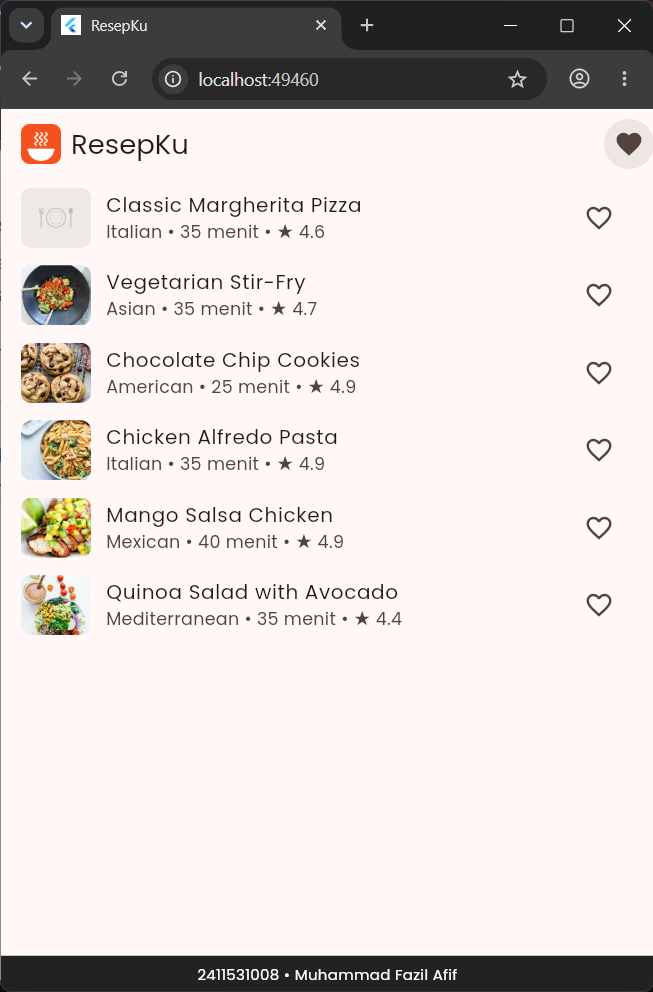 ResepKu
localhost:49460
ResepKu
Classic Margherita Pizza
Italian • 35 menit • ★ 4.6
Vegetarian Stir-Fry
Asian • 35 menit • ★ 4.7
Chocolate Chip Cookies
American • 25 menit • ★ 4.9
Chicken Alfredo Pasta
Italian • 35 menit • ★ 4.9
Mango Salsa Chicken
Mexican • 40 menit • ★ 4.9
Quinoa Salad with Avocado
Mediterranean • 35 menit • ★ 4.4
2411531008 • Muhammad Fazil Afif